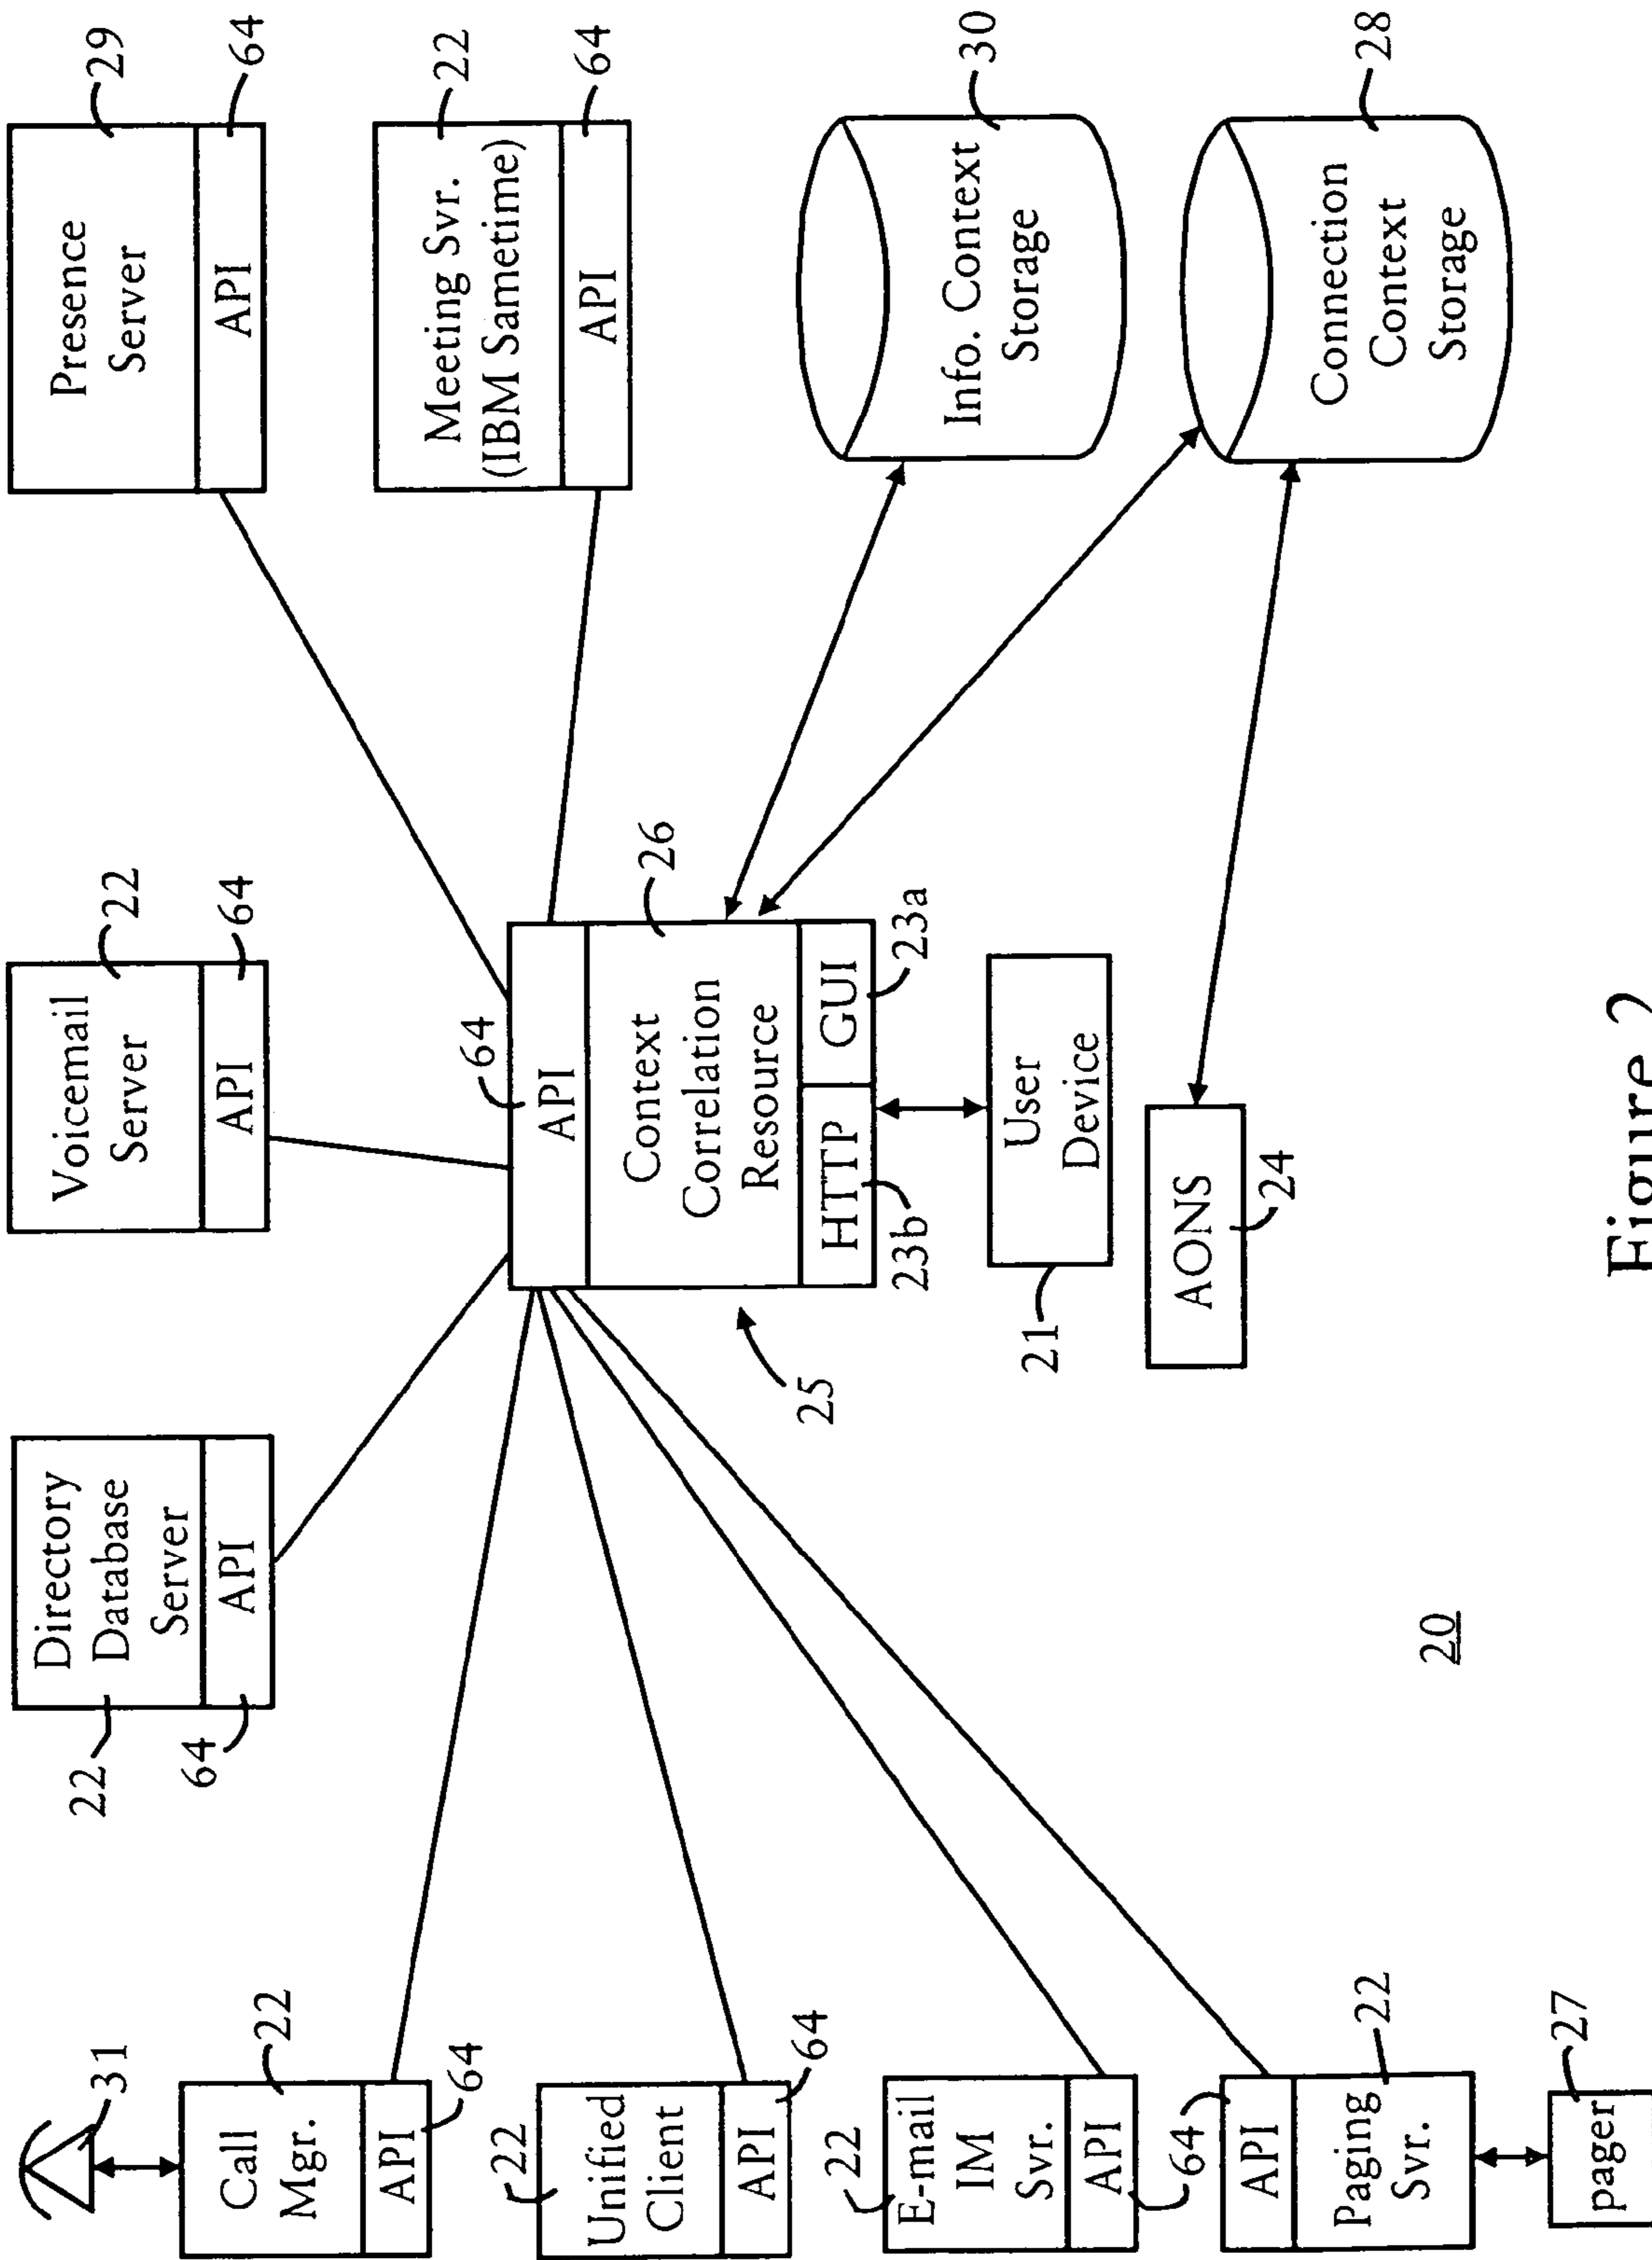 31
Call
Mgr.
22
API
64
22
Unified
Client
API
64
22
E-mail
IM
Svr.
API
64
API
Paging
Svr.
22
pager
27
Directory
Database
Server
API
22
64
Voicemail
Server
API
22
64
Presence
Server
API
29
64
Meeting Svr.
(IBM Sametime)
API
22
64
64
API
Context
Correlation
Resource
26
HTTP
GUI
23b
23a
25
User
Device
21
AONS
24
Info. Context
Storage
30
Connection
Context
Storage
28
20
Figure 2